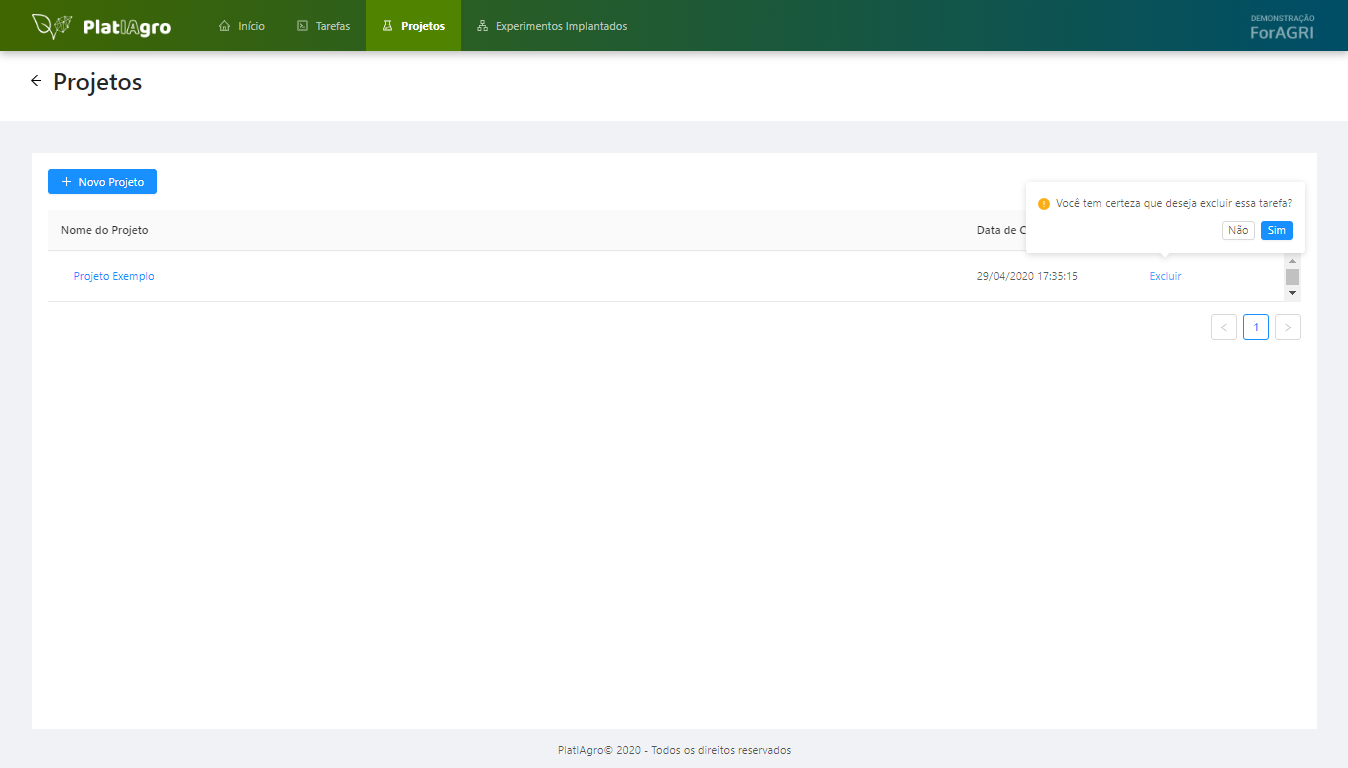 PlatIAgro
Início
Tarefas
Projetos
Experimentos Implantados
DEMONSTRAÇÃO
ForAGRI
Projetos
Novo Projeto
Você tem certeza que deseja excluir essa tarefa?
Não
Sim
Nome do Projeto
Data de C
Projeto Exemplo
29/04/2020 17:35:15
Excluir
< 1 >
PlatIAgro© 2020 - Todos os direitos reservados